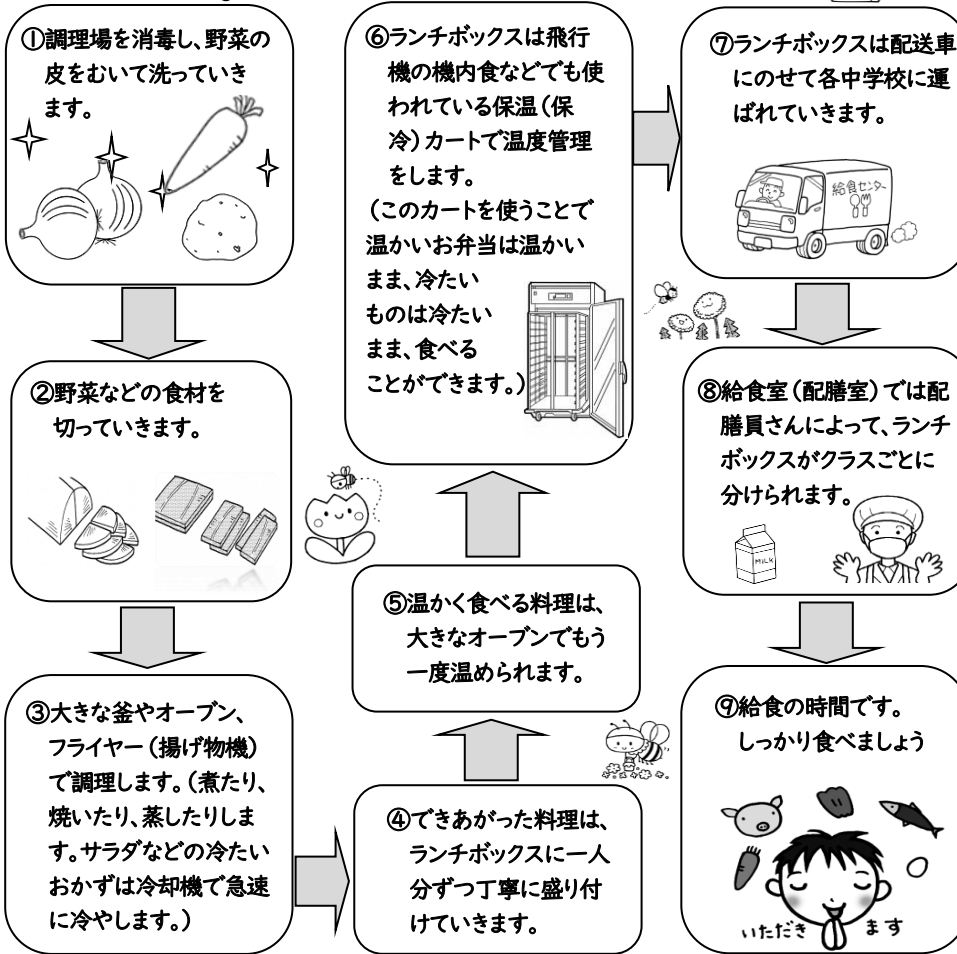 ①調理場を消毒し、野菜の
皮をむいて洗っていき
ます。
②野菜などの食材を
切っていきます。
③大きな釜やオーブン、
フライヤー(揚げ物機)
で調理します。(煮たり、
焼いたり、蒸したりしま
す。サラダなどの冷たい
おかずは冷却機で急速
に冷やします。)
④できあがった料理は、
ランチボックスに一人
分ずつ丁寧に盛り付
けていきます。
⑤温かく食べる料理は、
大きなオーブンでもう
一度温められます。
⑥ランチボックスは飛行
機の機内食などでも使
われている保温(保
冷)カートで温度管理
をします。
(このカートを使うことで
温かいお弁当は温かい
まま、冷たい
ものは冷たい
まま、食べる
ことができます。)
⑦ランチボックスは配送車
にのせて各中学校に運
ばれていきます。
給食センター
⑧給食室(配膳室)では配
膳員さんによって、ランチ
ボックスがクラスごとに
分けられます。
MILK
⑨給食の時間です。
しっかり食べましょう
いただき ます